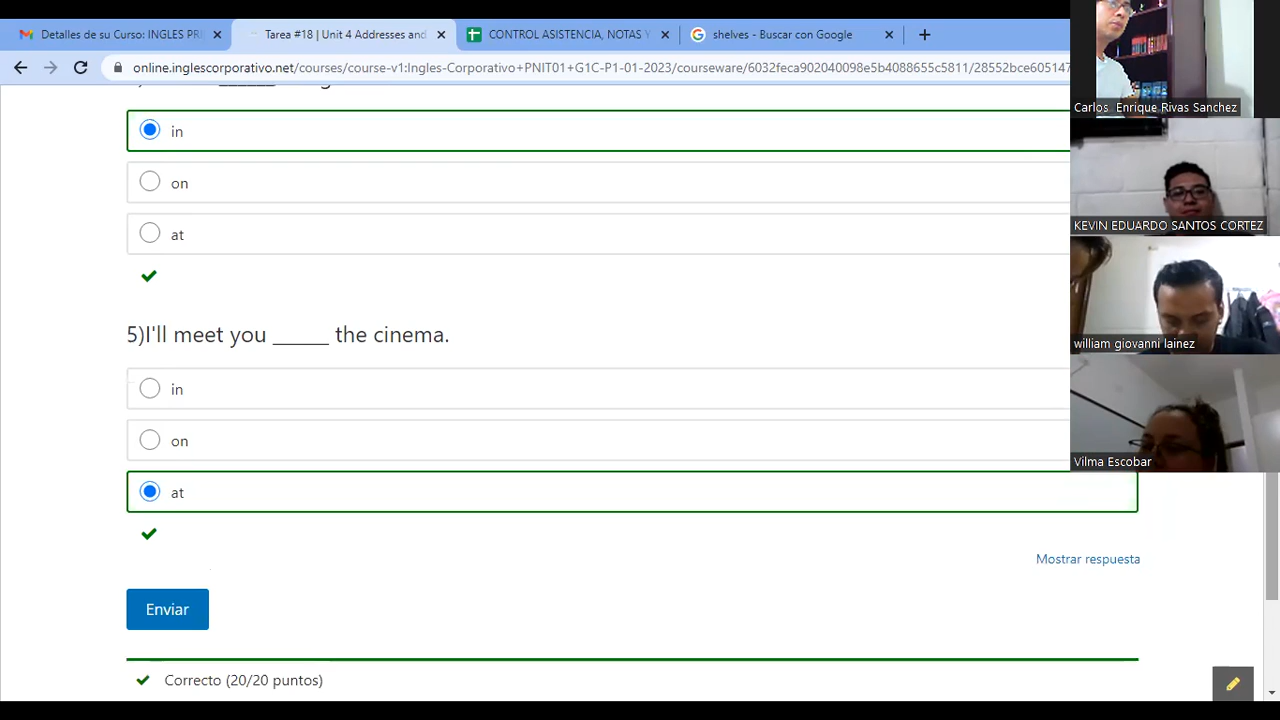 Detalles de su Curso: INGLES PRI
Tarea #18 | Unit 4 Addresses and
CONTROL ASISTENCIA, NOTAS Y
shelves - Buscar con Google
online.inglescorporativo.net/courses/course-v1:Ingles-Corporativo+PNIT01+G1C-P1-01-2023/courseware/6032feca902040098e5b4088655c5811/28552bce605147
Carlos Enrique Rivas Sanchez
in
on
KEVIN EDUARDO SANTOS CORTEZ
at
5)I'll meet you ______ the cinema.
william giovanni lainez
in
on
Vilma Escobar
at
Mostrar respuesta
Enviar
Correcto (20/20 puntos)